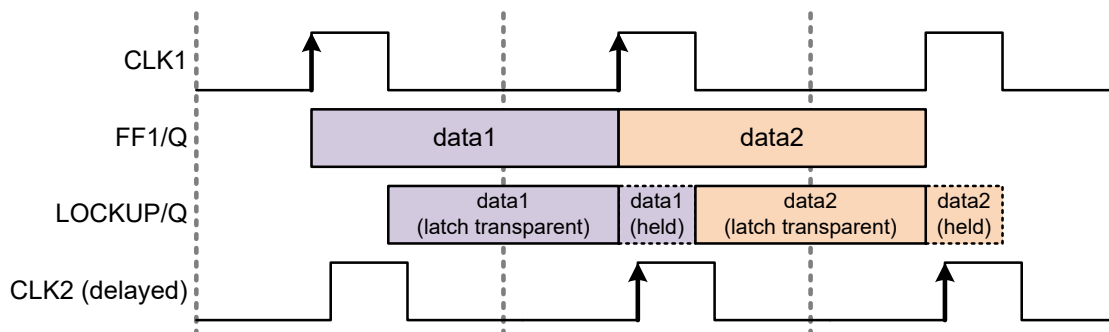 CLK1
FF1/Q
data1
data2
LOCKUP/Q
data1
(latch transparent)
data1
(held)
data2
(latch transparent)
data2
(held)
CLK2 (delayed)